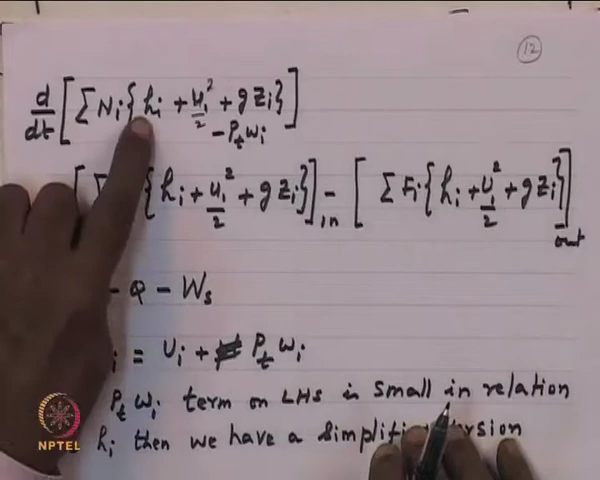 12
d/dt [ Σ Ni { hi + ui²/2 + g zi } ]
- Pt wi
{ hi + ui²/2 + g zi } ]in - [ Σ Fi { hi + ui²/2 + g zi } ]out
- Q - Ws
i = Ui + Pt wi
Pt wi term on LHS is small in relation
hi then we have a
NPTEL